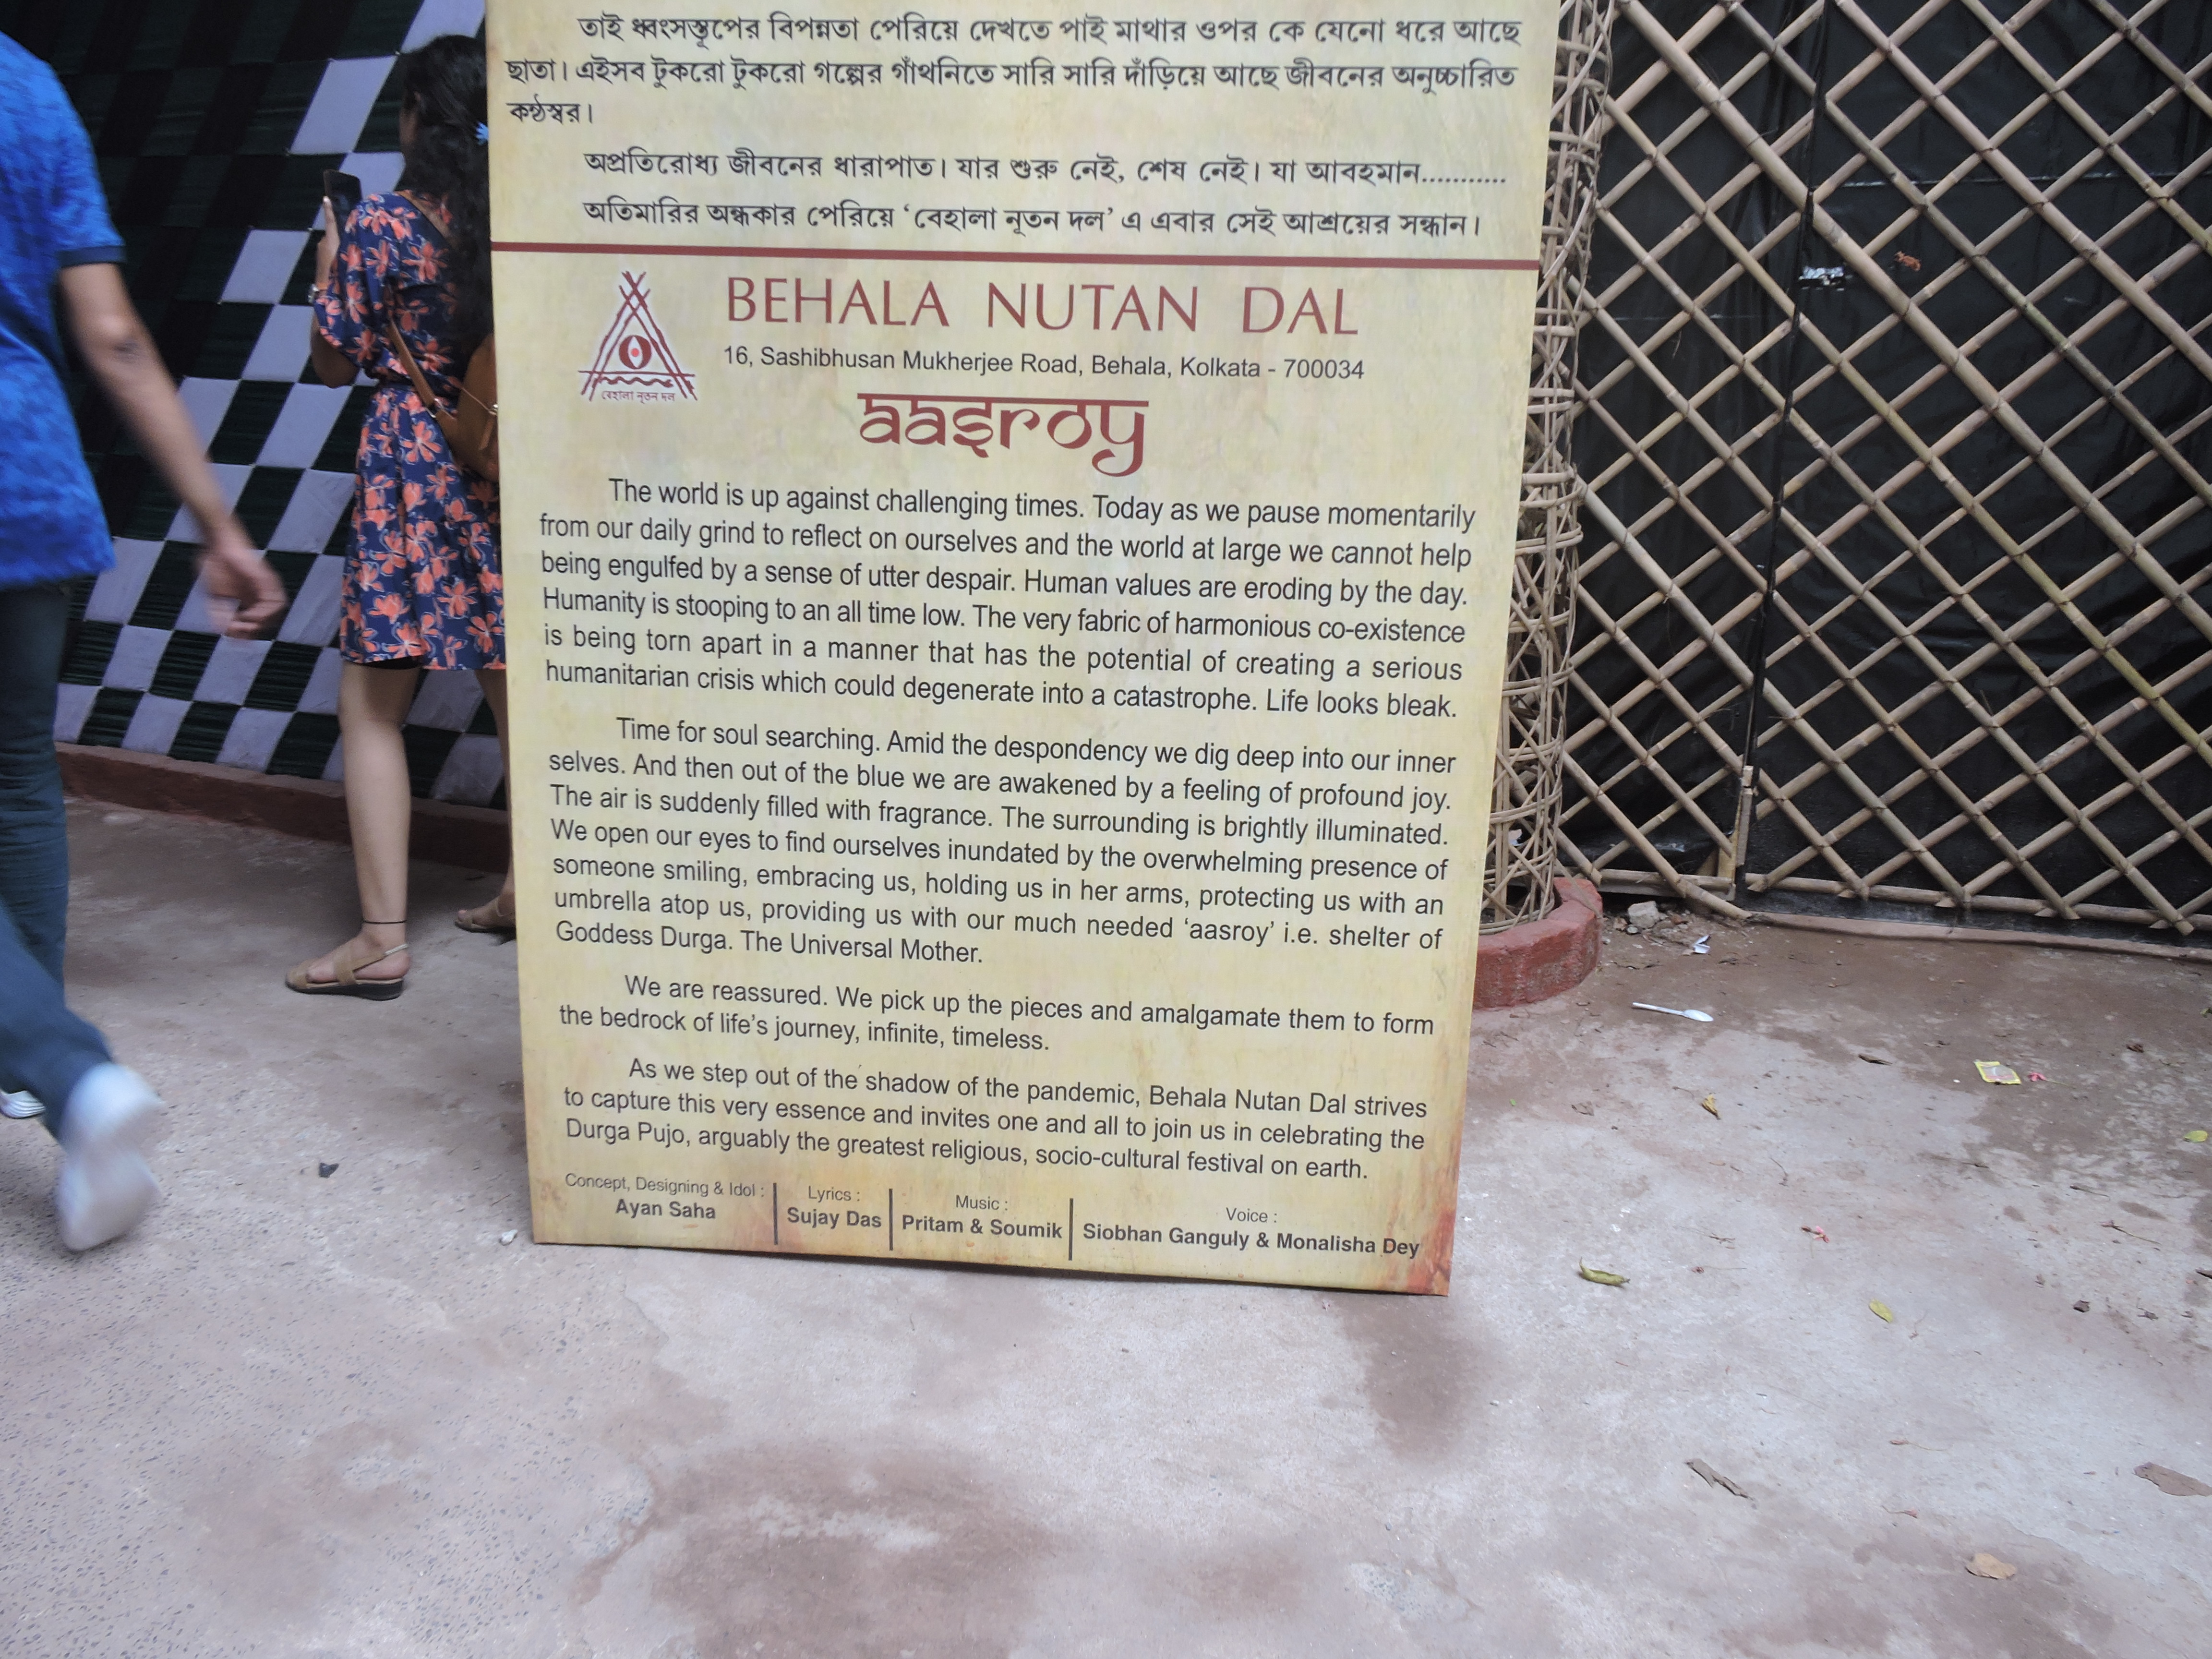 তাই ধ্বংসস্তূপের বিপন্নতা পেরিয়ে দেখতে পাই মাথার ওপর কে যেনো ধরে আছে
ছাতা। এইসব টুকরো টুকরো গল্পের গাঁথনিতে সারি সারি দাঁড়িয়ে আছে জীবনের অনুচ্চারিত
কণ্ঠস্বর।
অপ্রতিরোধ্য জীবনের ধারাপাত। যার শুরু নেই, শেষ নেই। যা আবহমান...........
অতিমারির অন্ধকার পেরিয়ে ‘বেহালা নূতন দল’ এ এবার সেই আশ্রয়ের সন্ধান।
BEHALA NUTAN DAL
16, Sashibhusan Mukherjee Road, Behala, Kolkata - 700034
বেহালা নূতন দল
aasroy
The world is up against challenging times. Today as we pause momentarily
from our daily grind to reflect on ourselves and the world at large we cannot help
being engulfed by a sense of utter despair. Human values are eroding by the day.
Humanity is stooping to an all time low. The very fabric of harmonious co-existence
is being torn apart in a manner that has the potential of creating a serious
humanitarian crisis which could degenerate into a catastrophe. Life looks bleak.
Time for soul searching. Amid the despondency we dig deep into our inner
selves. And then out of the blue we are awakened by a feeling of profound joy.
The air is suddenly filled with fragrance. The surrounding is brightly illuminated.
We open our eyes to find ourselves inundated by the overwhelming presence of
someone smiling, embracing us, holding us in her arms, protecting us with an
umbrella atop us, providing us with our much needed ‘aasroy’ i.e. shelter of
Goddess Durga. The Universal Mother.
We are reassured. We pick up the pieces and amalgamate them to form
the bedrock of life’s journey, infinite, timeless.
As we step out of the shadow of the pandemic, Behala Nutan Dal strives
to capture this very essence and invites one and all to join us in celebrating the
Durga Pujo, arguably the greatest religious, socio-cultural festival on earth.
Concept, Designing & Idol :
Ayan Saha
Lyrics :
Sujay Das
Music :
Pritam & Soumik
Voice :
Siobhan Ganguly & Monalisha Dey